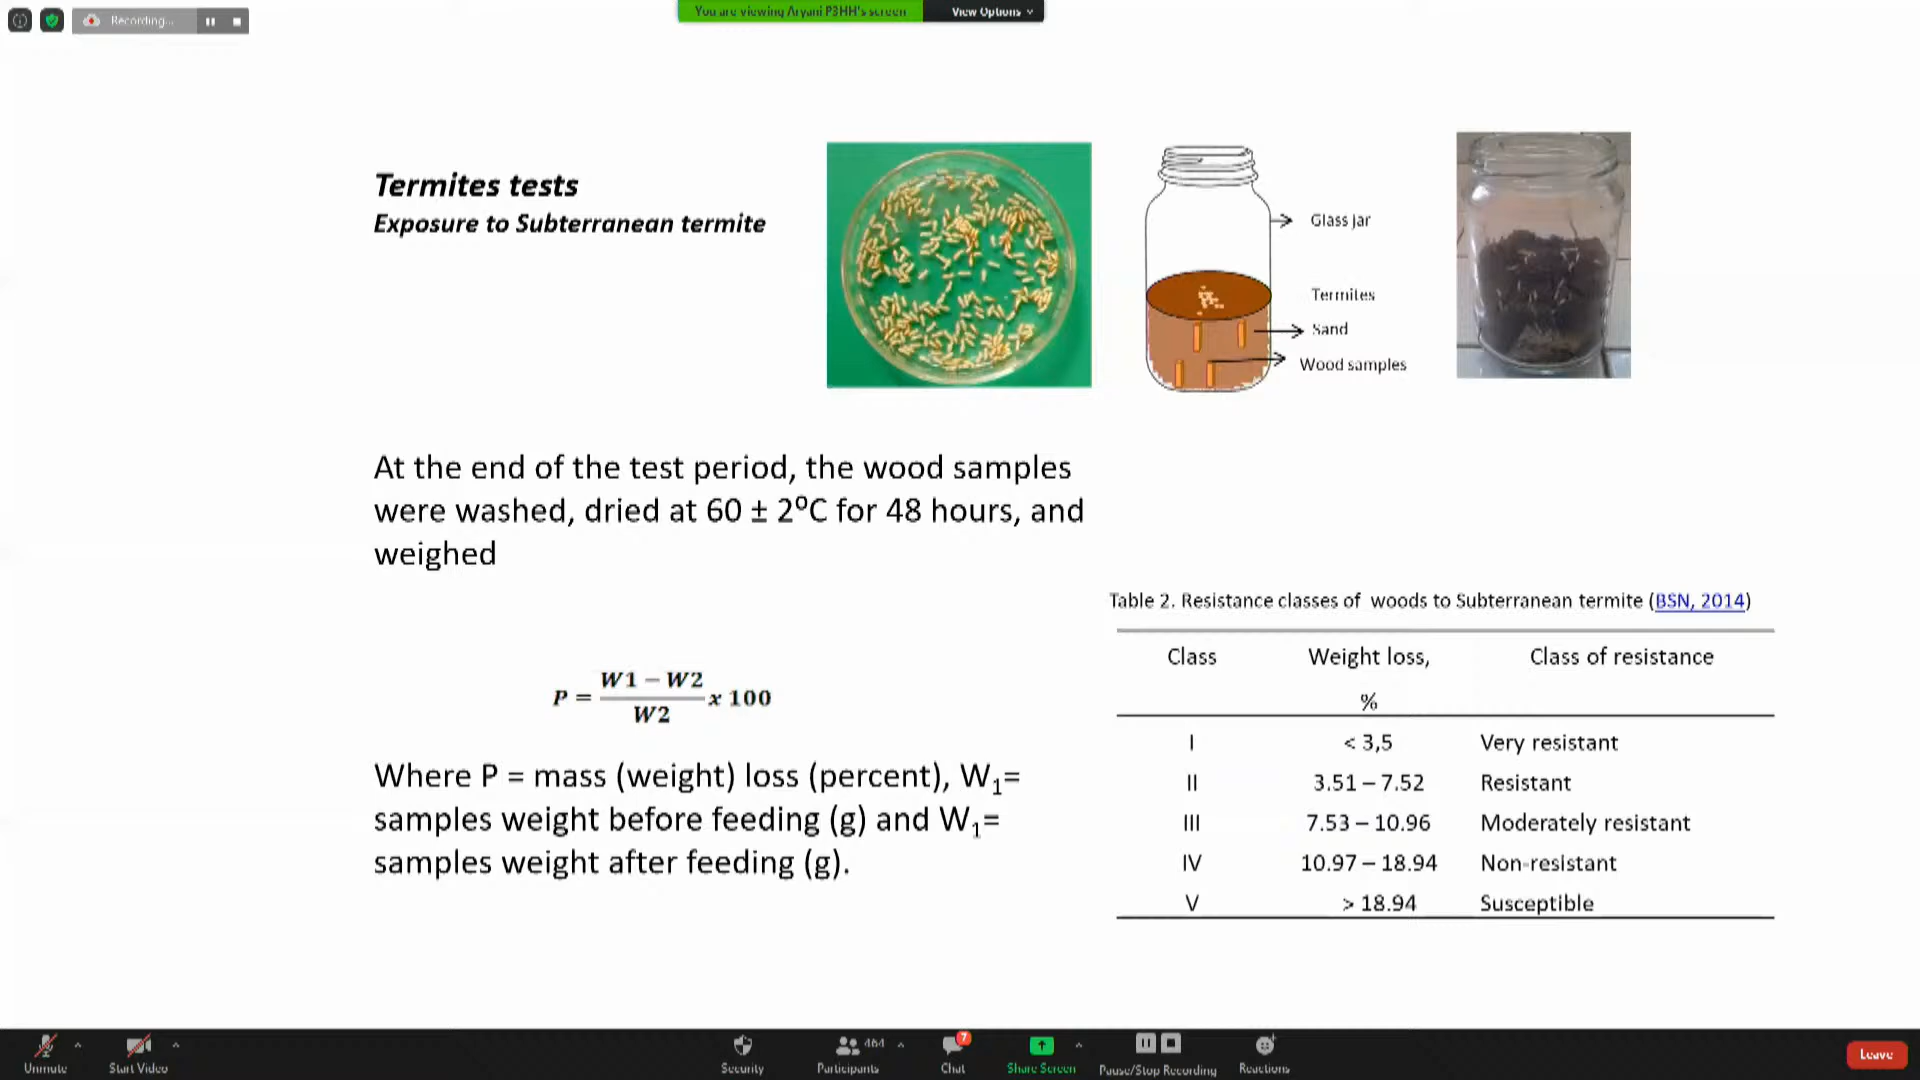 Recording...
You are viewing Aryani P3HH's screen
View Options
Termites tests
Exposure to Subterranean termite
Glass jar
Termites
Sand
Wood samples
At the end of the test period, the wood samples
were washed, dried at 60 ± 2⁰C for 48 hours, and
weighed
P = W1 − W2 / W2 x 100
Where P = mass (weight) loss (percent), W₁=
samples weight before feeding (g) and W₁=
samples weight after feeding (g).
Table 2. Resistance classes of woods to Subterranean termite (BSN, 2014)
Class Weight loss, % Class of resistance
I < 3,5 Very resistant
II 3.51 – 7.52 Resistant
III 7.53 – 10.96 Moderately resistant
IV 10.97 – 18.94 Non-resistant
V > 18.94 Susceptible
Unmute
Start Video
Security
464
Participants
7
Chat
Share Screen
Pause/Stop Recording
Reactions
Leave